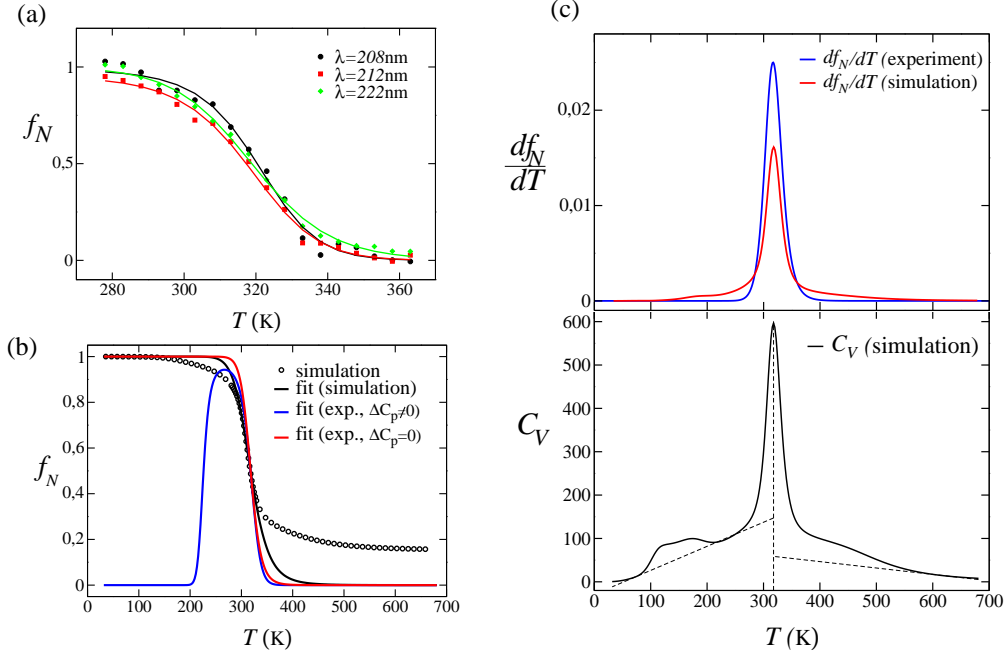 (a)
λ=208nm
λ=212nm
λ=222nm
f_N
1
0,5
0
280
300
320
340
360
T (K)
(b)
simulation
fit (simulation)
fit (exp., ΔC_p≠0)
fit (exp., ΔC_p=0)
f_N
1
0,8
0,6
0,4
0,2
0
0
100
200
300
400
500
600
700
T (K)
(c)
df_N/dT (experiment)
df_N/dT (simulation)
df_N
dT
0,02
0,01
0
C_V (simulation)
C_V
600
500
400
300
200
100
0
0
100
200
300
400
500
600
700
T (K)